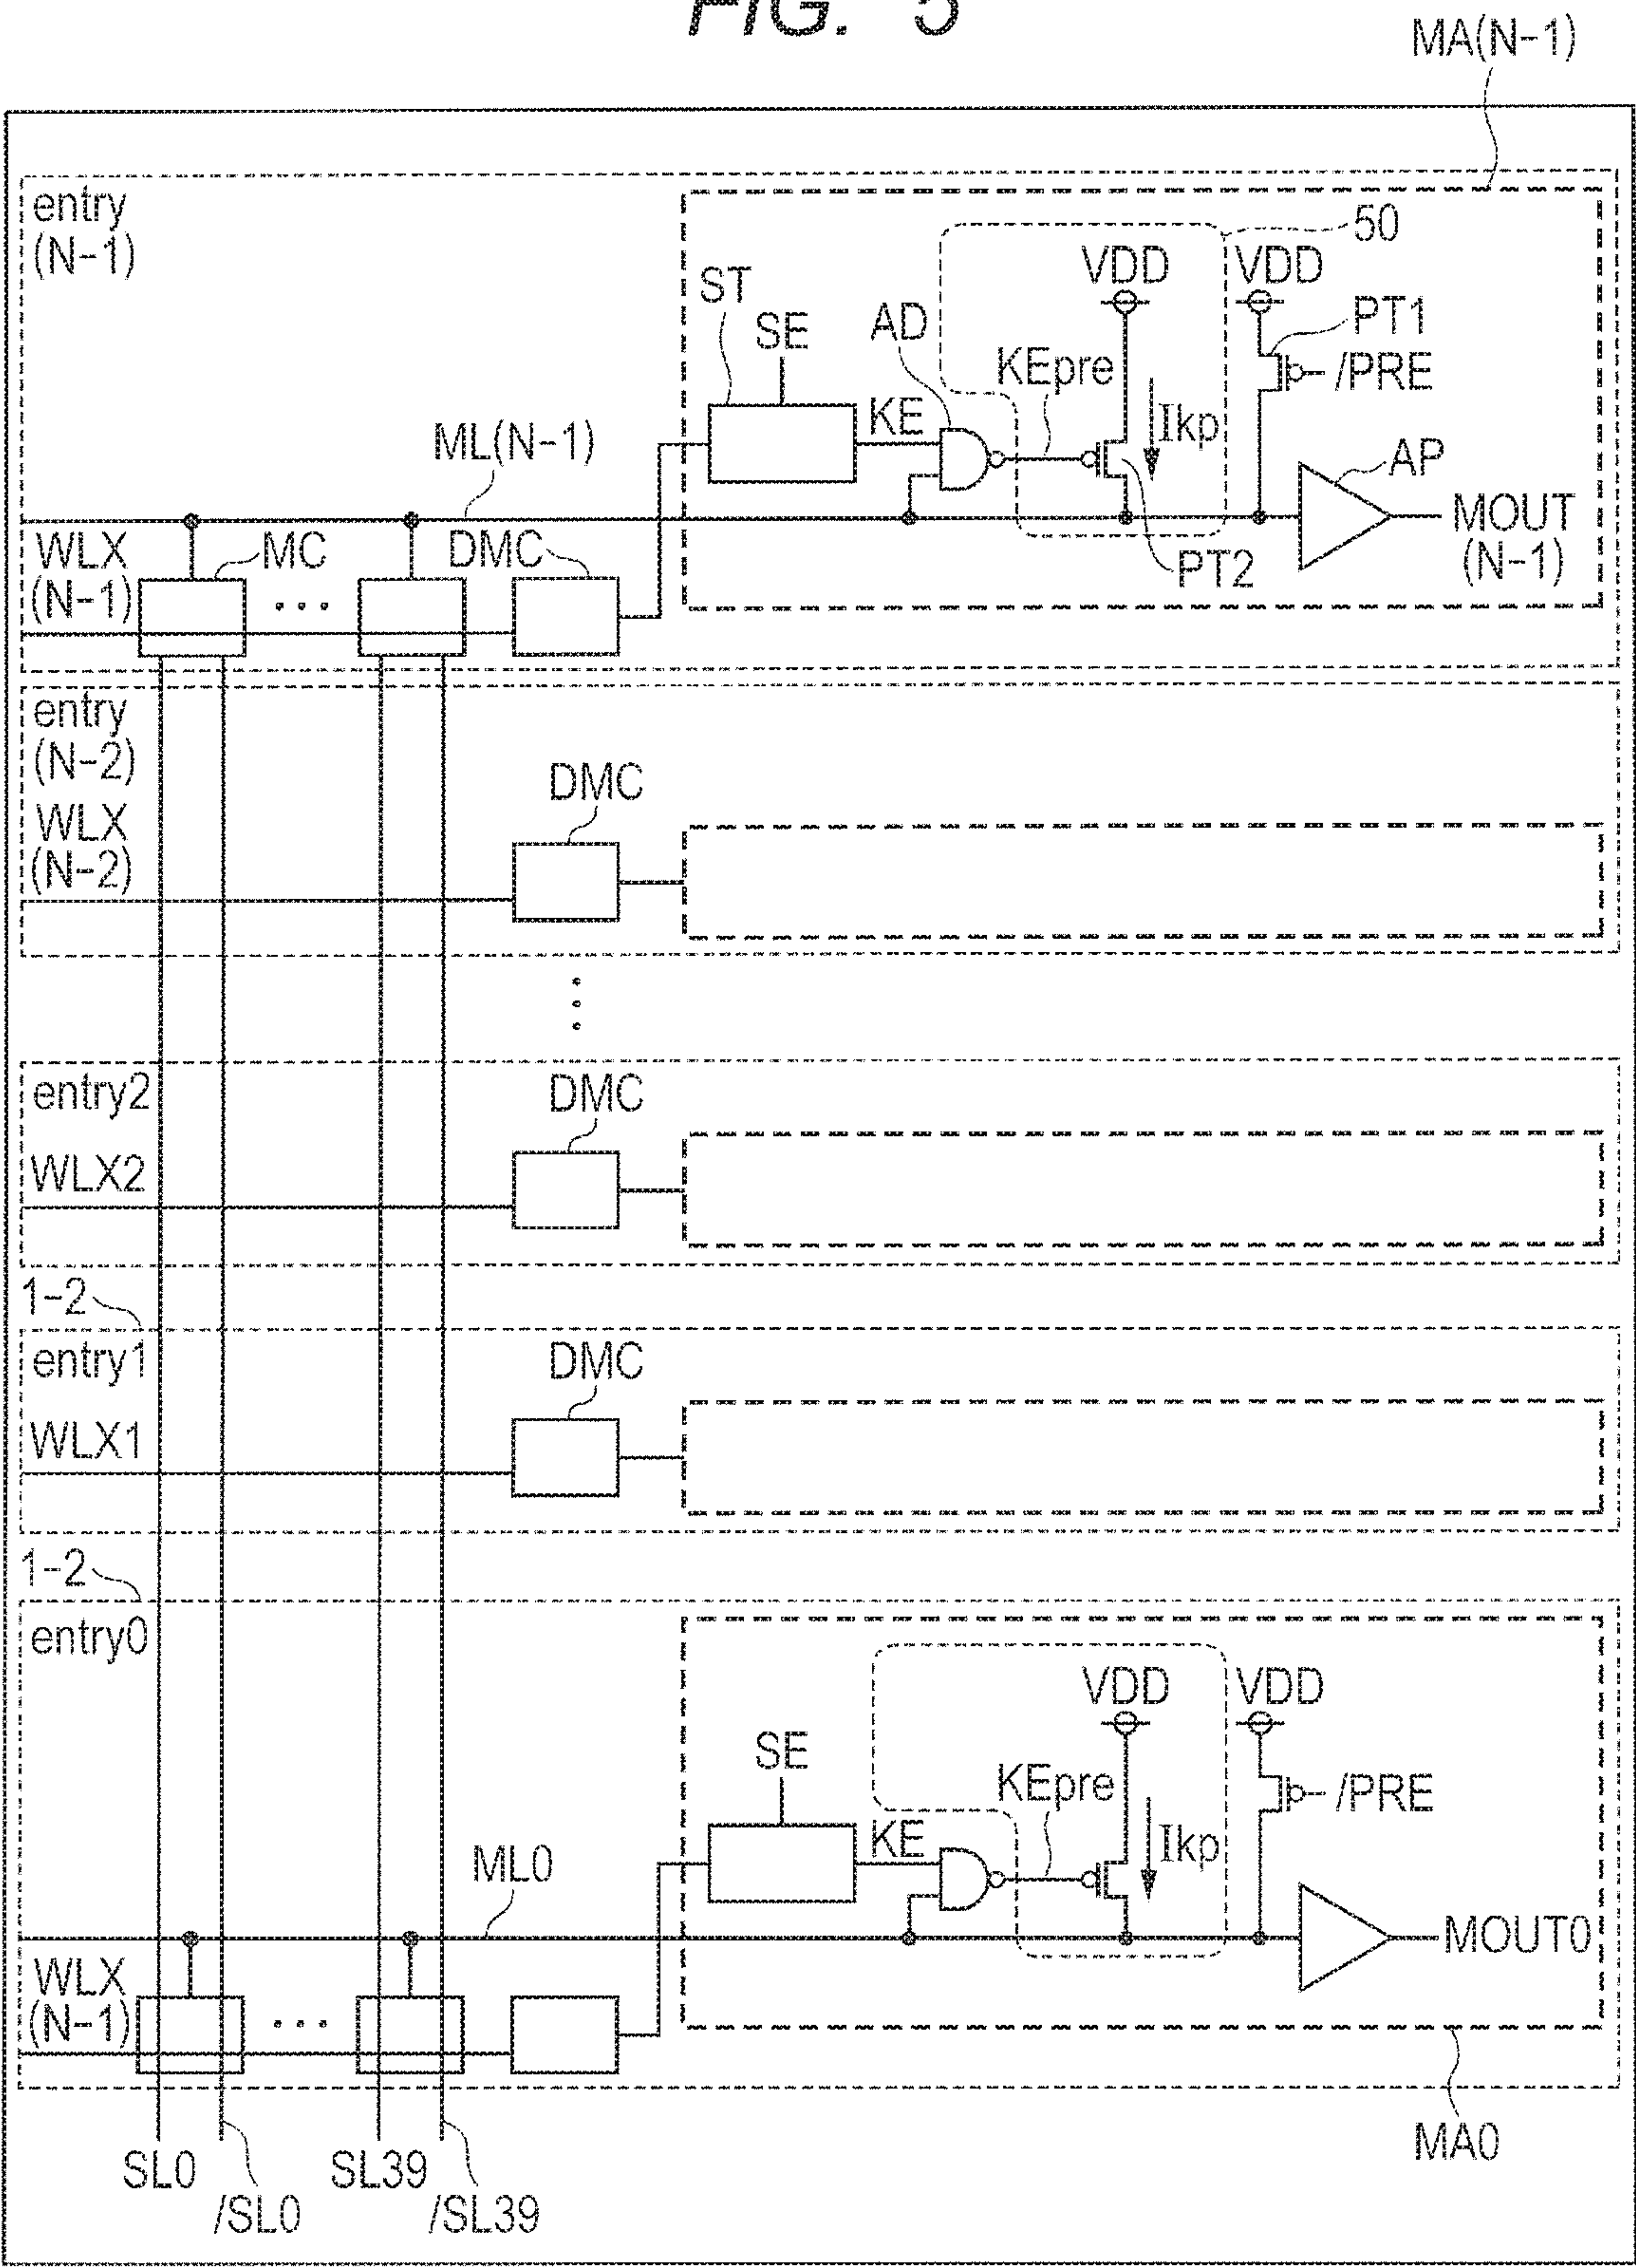 FIG. 5
MA(N-1)
entry
(N-1)
50
VDD VDD
ST
SE
AD
PT1
KEpre
/PRE
KE
Ikp
ML(N-1)
AP
WLX
(N-1)
MC
DMC
MOUT
(N-1)
PT2
...
entry
(N-2)
DMC
WLX
(N-2)
entry2
DMC
WLX2
1-2
entry1
DMC
WLX1
1-2
entry0
VDD VDD
SE
KEpre
/PRE
KE
Ikp
ML0
MOUT0
WLX
(N-1)
...
SL0
/SL0
SL39
/SL39
MA0